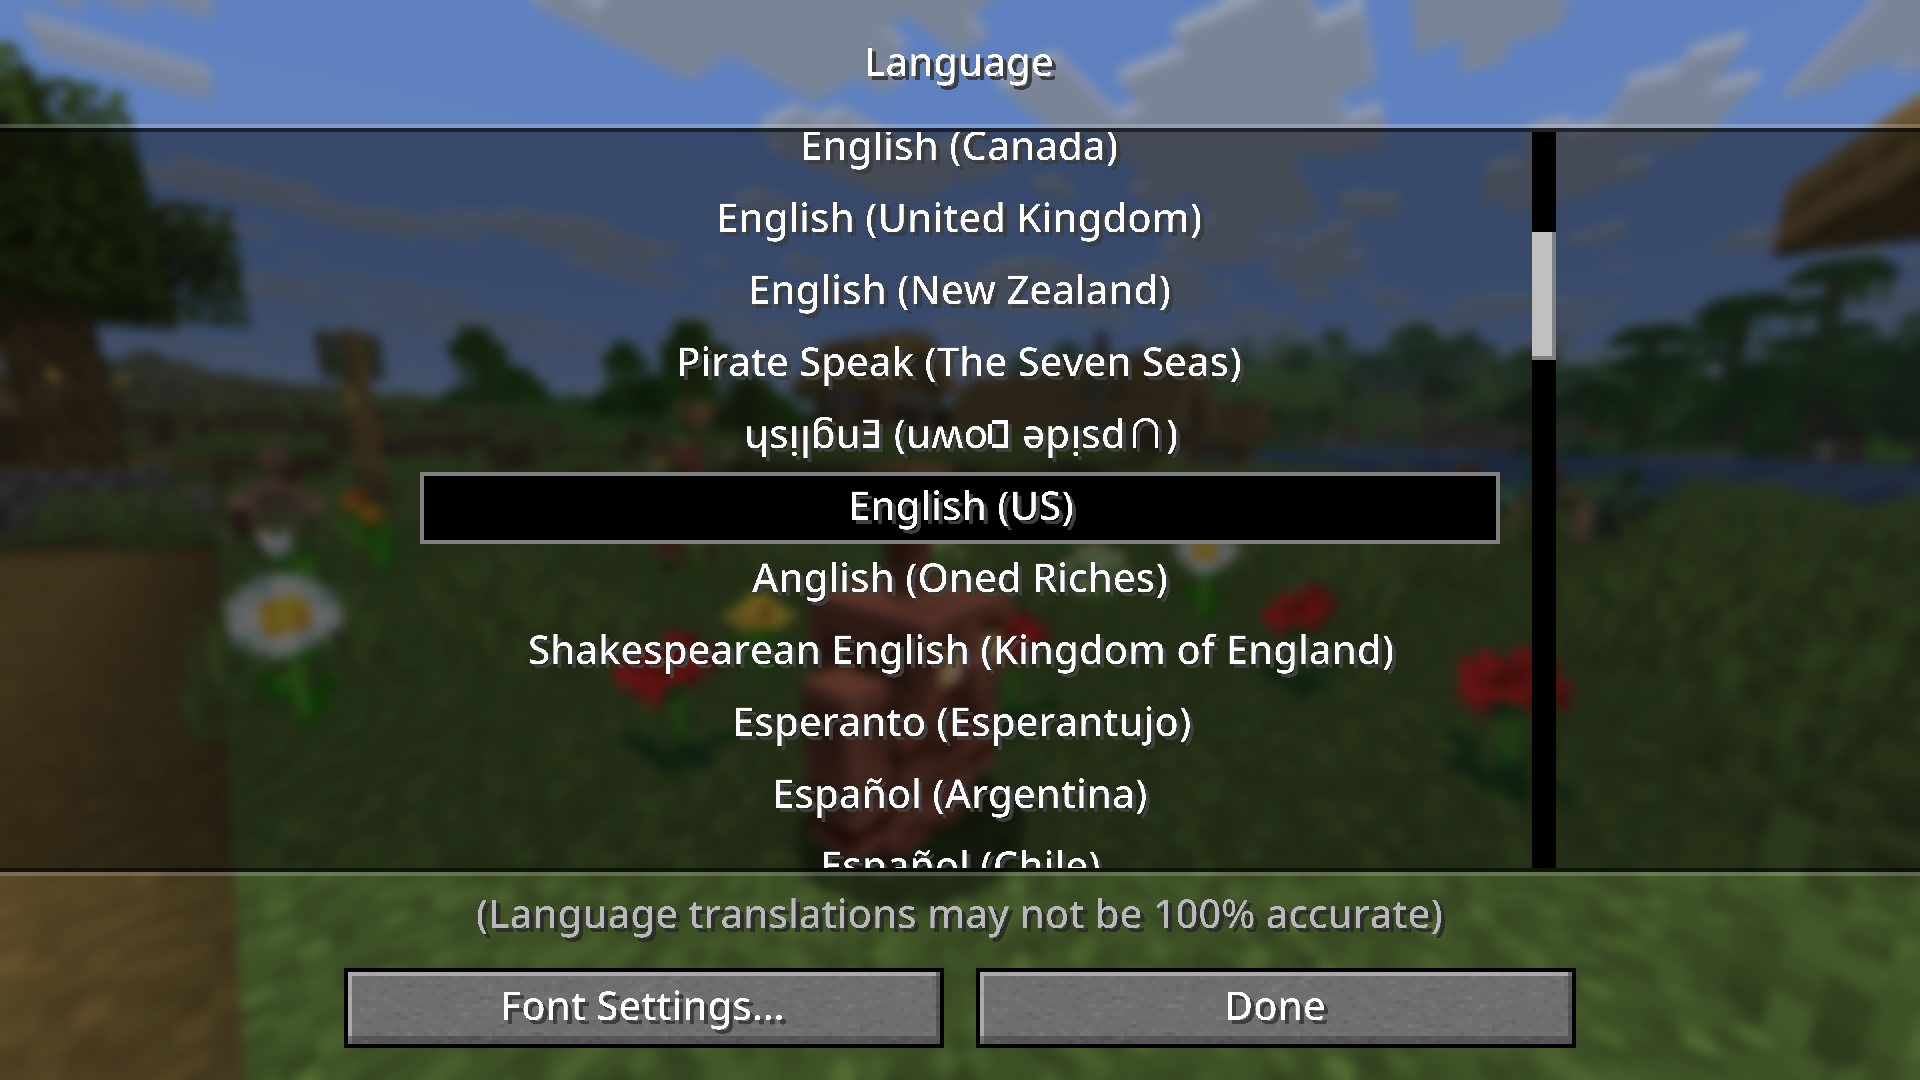 Language
English (Canada)
English (United Kingdom)
English (New Zealand)
Pirate Speak (The Seven Seas)
ɥsᴉꞁᵷuƎ (uʍoᗡ ǝpᴉsd∩)
English (US)
Anglish (Oned Riches)
Shakespearean English (Kingdom of England)
Esperanto (Esperantujo)
Español (Argentina)
Español (Chile)
(Language translations may not be 100% accurate)
Font Settings...
Done